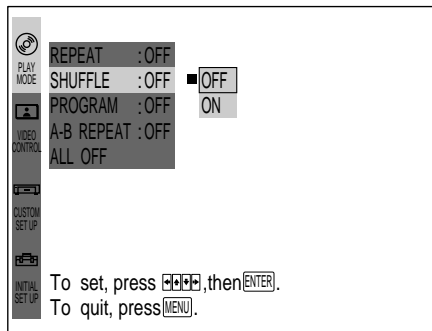 PLAY
MODE
VIDEO
CONTROL
CUSTOM
SET UP
INITIAL
SET UP
REPEAT :OFF
SHUFFLE :OFF
PROGRAM :OFF
A-B REPEAT :OFF
ALL OFF
OFF
ON
To set, press ←↑↓→,then ENTER.
To quit, press MENU.